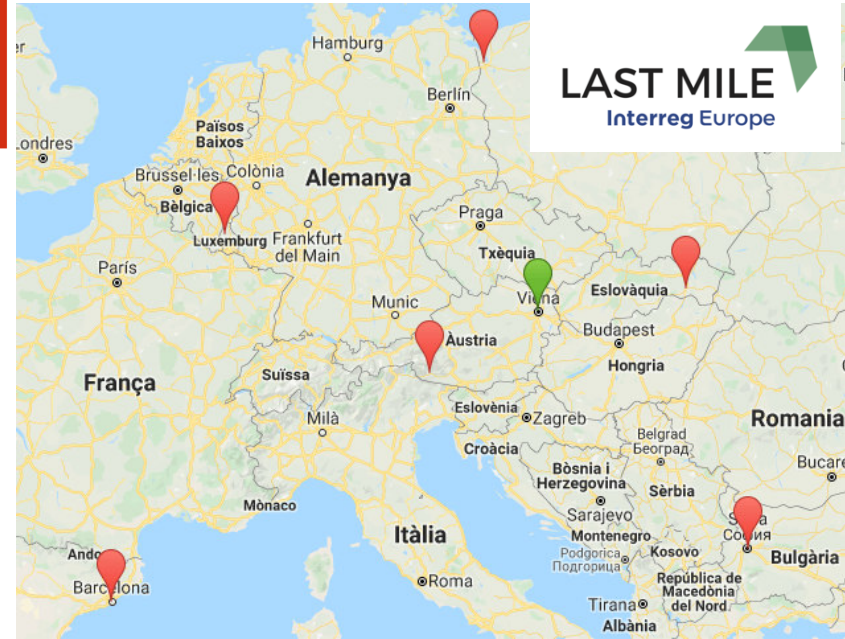 LAST MILE
Interreg Europe
Hamburg
Berlín
Països
Baixos
Londres
Brussel·les
Colònia
Alemanya
Bèlgica
Praga
Luxemburg
Frankfurt
del Main
Txèquia
París
Eslovàquia
Munic
Viena
Àustria
Budapest
Hongria
França
Suïssa
Milà
Eslovènia
Zagreb
Romania
Croàcia
Belgrad
Београд
Bòsnia i
Herzegovina
Sèrbia
Mònaco
Sarajevo
София
Itàlia
Montenegro
Podgorica
Подгорица
Kosovo
Bulgària
Barcelona
Roma
República de
Macedònia
del Nord
Tirana
Albània